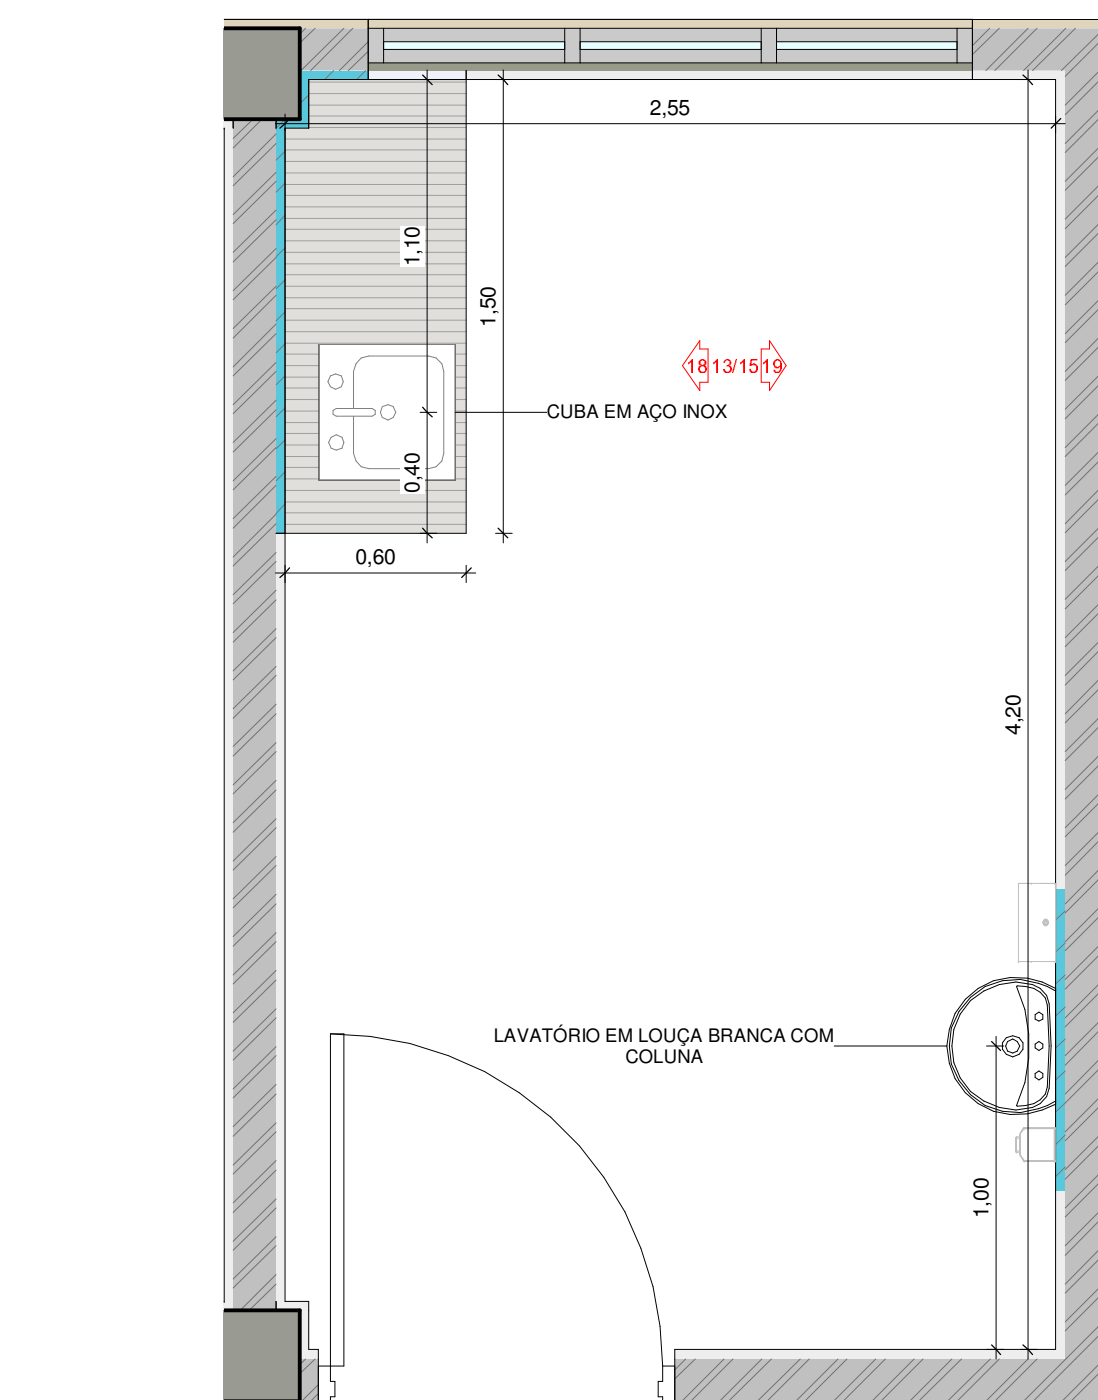 2,55
1,10
1,50
18 13/15 19
CUBA EM AÇO INOX
0,40
0,60
4,20
LAVATÓRIO EM LOUÇA BRANCA COM
COLUNA
1,00